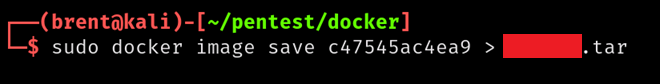 (brent@kali)-[~/pentest/docker]
$ sudo docker image save c47545ac4ea9 > .tar